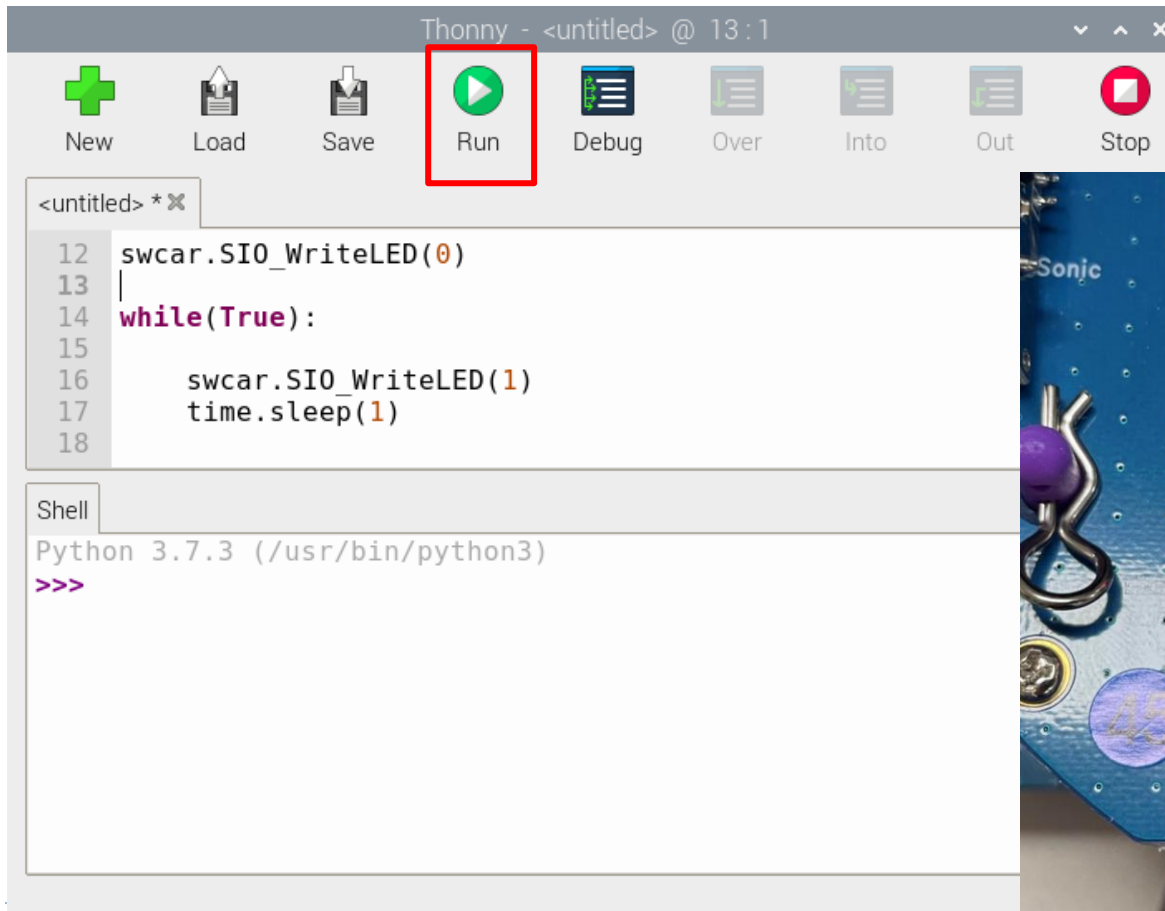 Thonny - <untitled> @ 13:1
New Load Save Run Debug Over Into Out Stop
<untitled> *
12 swcar.SIO_WriteLED(0)
13
14 while(True):
15
16 swcar.SIO_WriteLED(1)
17 time.sleep(1)
18
Shell
Python 3.7.3 (/usr/bin/python3)
>>>
Sonic
45